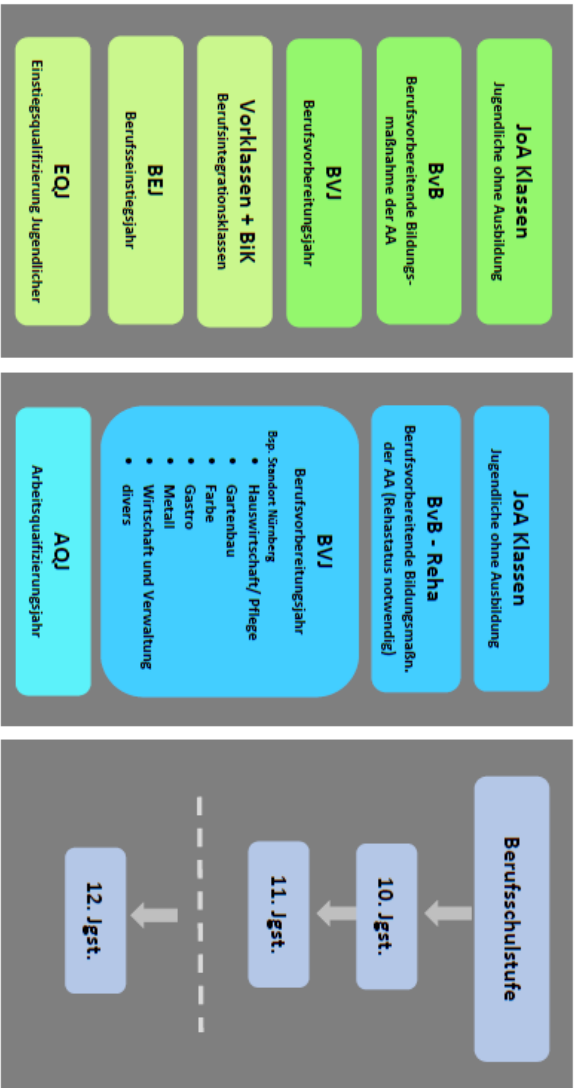 JoA Klassen
Jugendliche ohne Ausbildung
BvB
Berufsvorbereitende Bildungs-
maßnahme der AA
BVJ
Berufsvorbereitungsjahr
Vorklassen + BiK
Berufsintegrationsklassen
BEJ
Berufseinstiegsjahr
EQJ
Einstiegsqualifizierung Jugendlicher
JoA Klassen
Jugendliche ohne Ausbildung
BvB - Reha
Berufsvorbereitende Bildungsmaßn.
der AA (Rehastatus notwendig)
BVJ
Berufsvorbereitungsjahr
Bsp. Standort Nürnberg
• Hauswirtschaft/ Pflege
• Gartenbau
• Farbe
• Gastro
• Metall
• Wirtschaft und Verwaltung
• divers
AQJ
Arbeitsquaifizierungsjahr
Berufsschulstufe
10. Jgst.
11. Jgst.
12. Jgst.